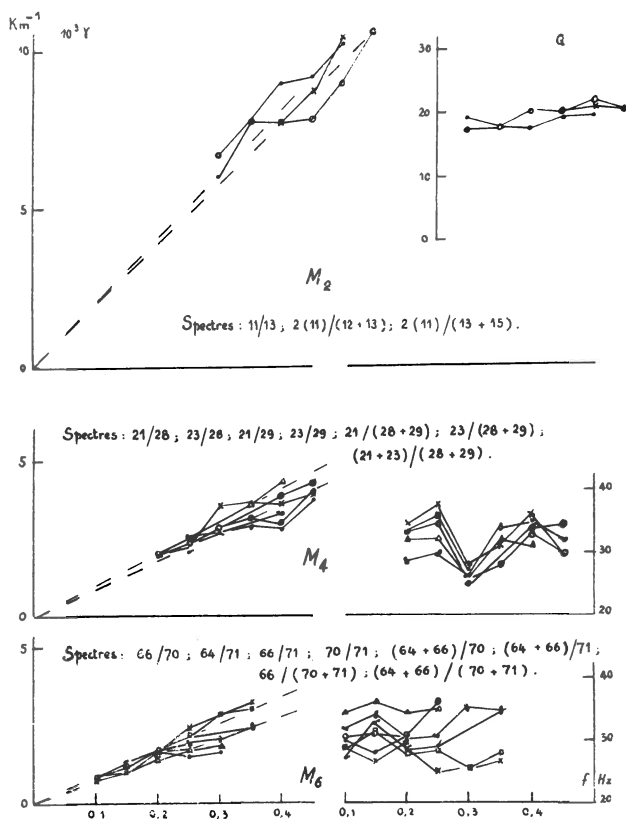 Km⁻¹ 10³ γ Q
10 30
20
5 10
0
M₂
Spectres : 11/13 ; 2 (11)/(12 + 13) ; 2 (11)/(13 + 15) .
0
Spectres : 21/28 ; 23/28 ; 21/29 ; 23/29 ; 21/(28+29) ; 23/(28+29) ;
(21+23)/(28+29) .
5 40
M₄ 30
0 20
Spectres : 66/70 ; 64/71 ; 66/71 ; 70/71 ; (64+66)/70 ; (64+66)/71 ;
66/(70+71) ; (64+66)/(70+71) .
5 40
30
M₆ f Hz
0 20
0,1 0,2 0,3 0,4 0,1 0,2 0,3 0,4